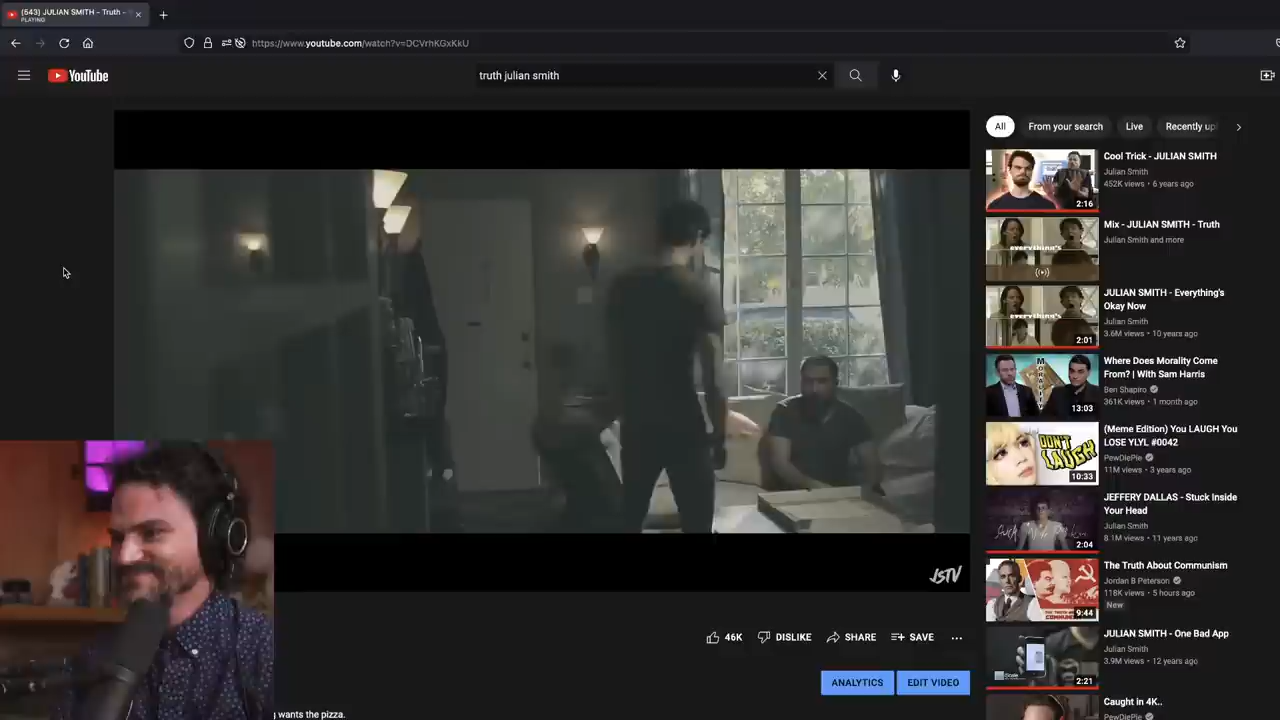 (543) JULIAN SMITH - Truth -
PLAYING
https://www.youtube.com/watch?v=DCVrhKGxKkU
YouTube
truth julian smith
All
From your search
Live
Recently up
Cool Trick - JULIAN SMITH
Julian Smith
452K views • 6 years ago
2:16
Mix - JULIAN SMITH - Truth
Julian Smith and more
EVERYTHING'S
JULIAN SMITH - Everything's
Okay Now
Julian Smith
3.6M views • 10 years ago
EVERYTHING'S
2:01
Where Does Morality Come
From? | With Sam Harris
Ben Shapiro
361K views • 1 month ago
MORALITY
13:03
(Meme Edition) You LAUGH You
LOSE YLYL #0042
PewDiePie
11M views • 3 years ago
DON'T
LAUGH
10:33
JEFFERY DALLAS - Stuck Inside
Your Head
Julian Smith
8.1M views • 11 years ago
2:04
The Truth About Communism
Jordan B Peterson
118K views • 5 hours ago
New
9:44
JULIAN SMITH - One Bad App
Julian Smith
3.9M views • 12 years ago
2:21
Caught in 4K..
PewDiePie
JSTV
46K
DISLIKE
SHARE
SAVE
ANALYTICS
EDIT VIDEO
wants the pizza.